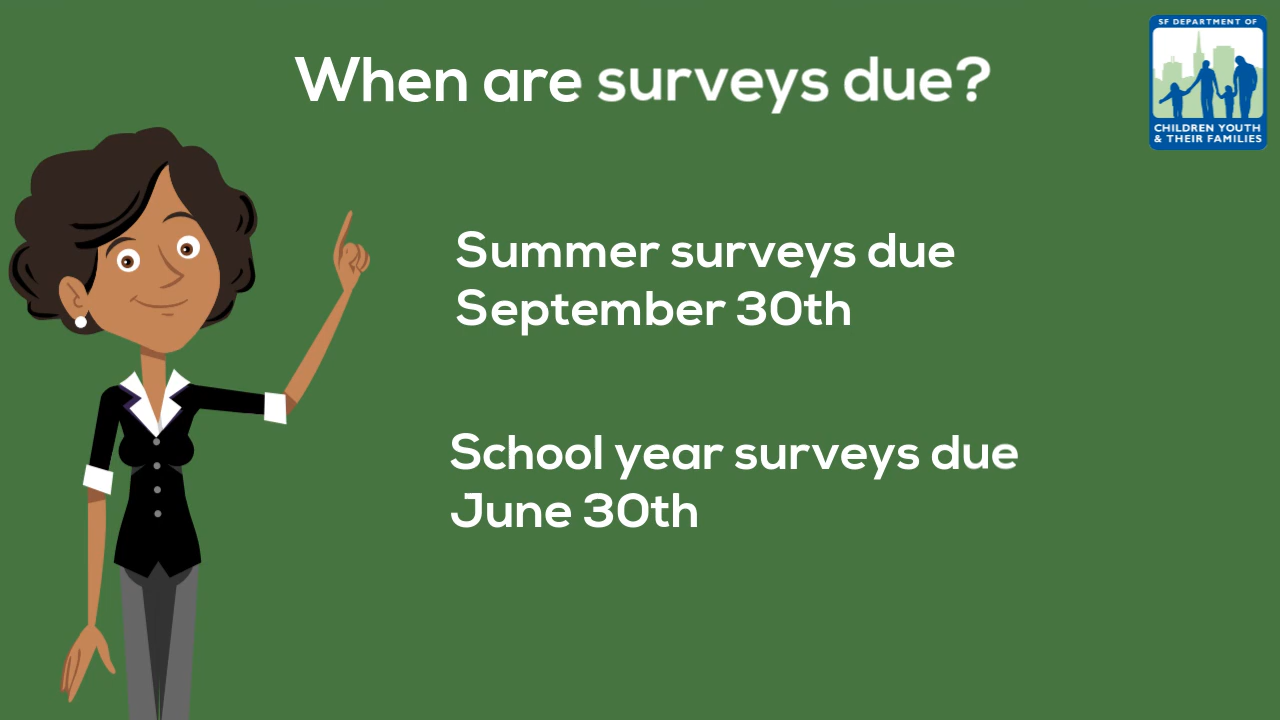 When are surveys due?
SF DEPARTMENT OF
CHILDREN YOUTH
& THEIR FAMILIES
Summer surveys due
September 30th
School year surveys due
June 30th